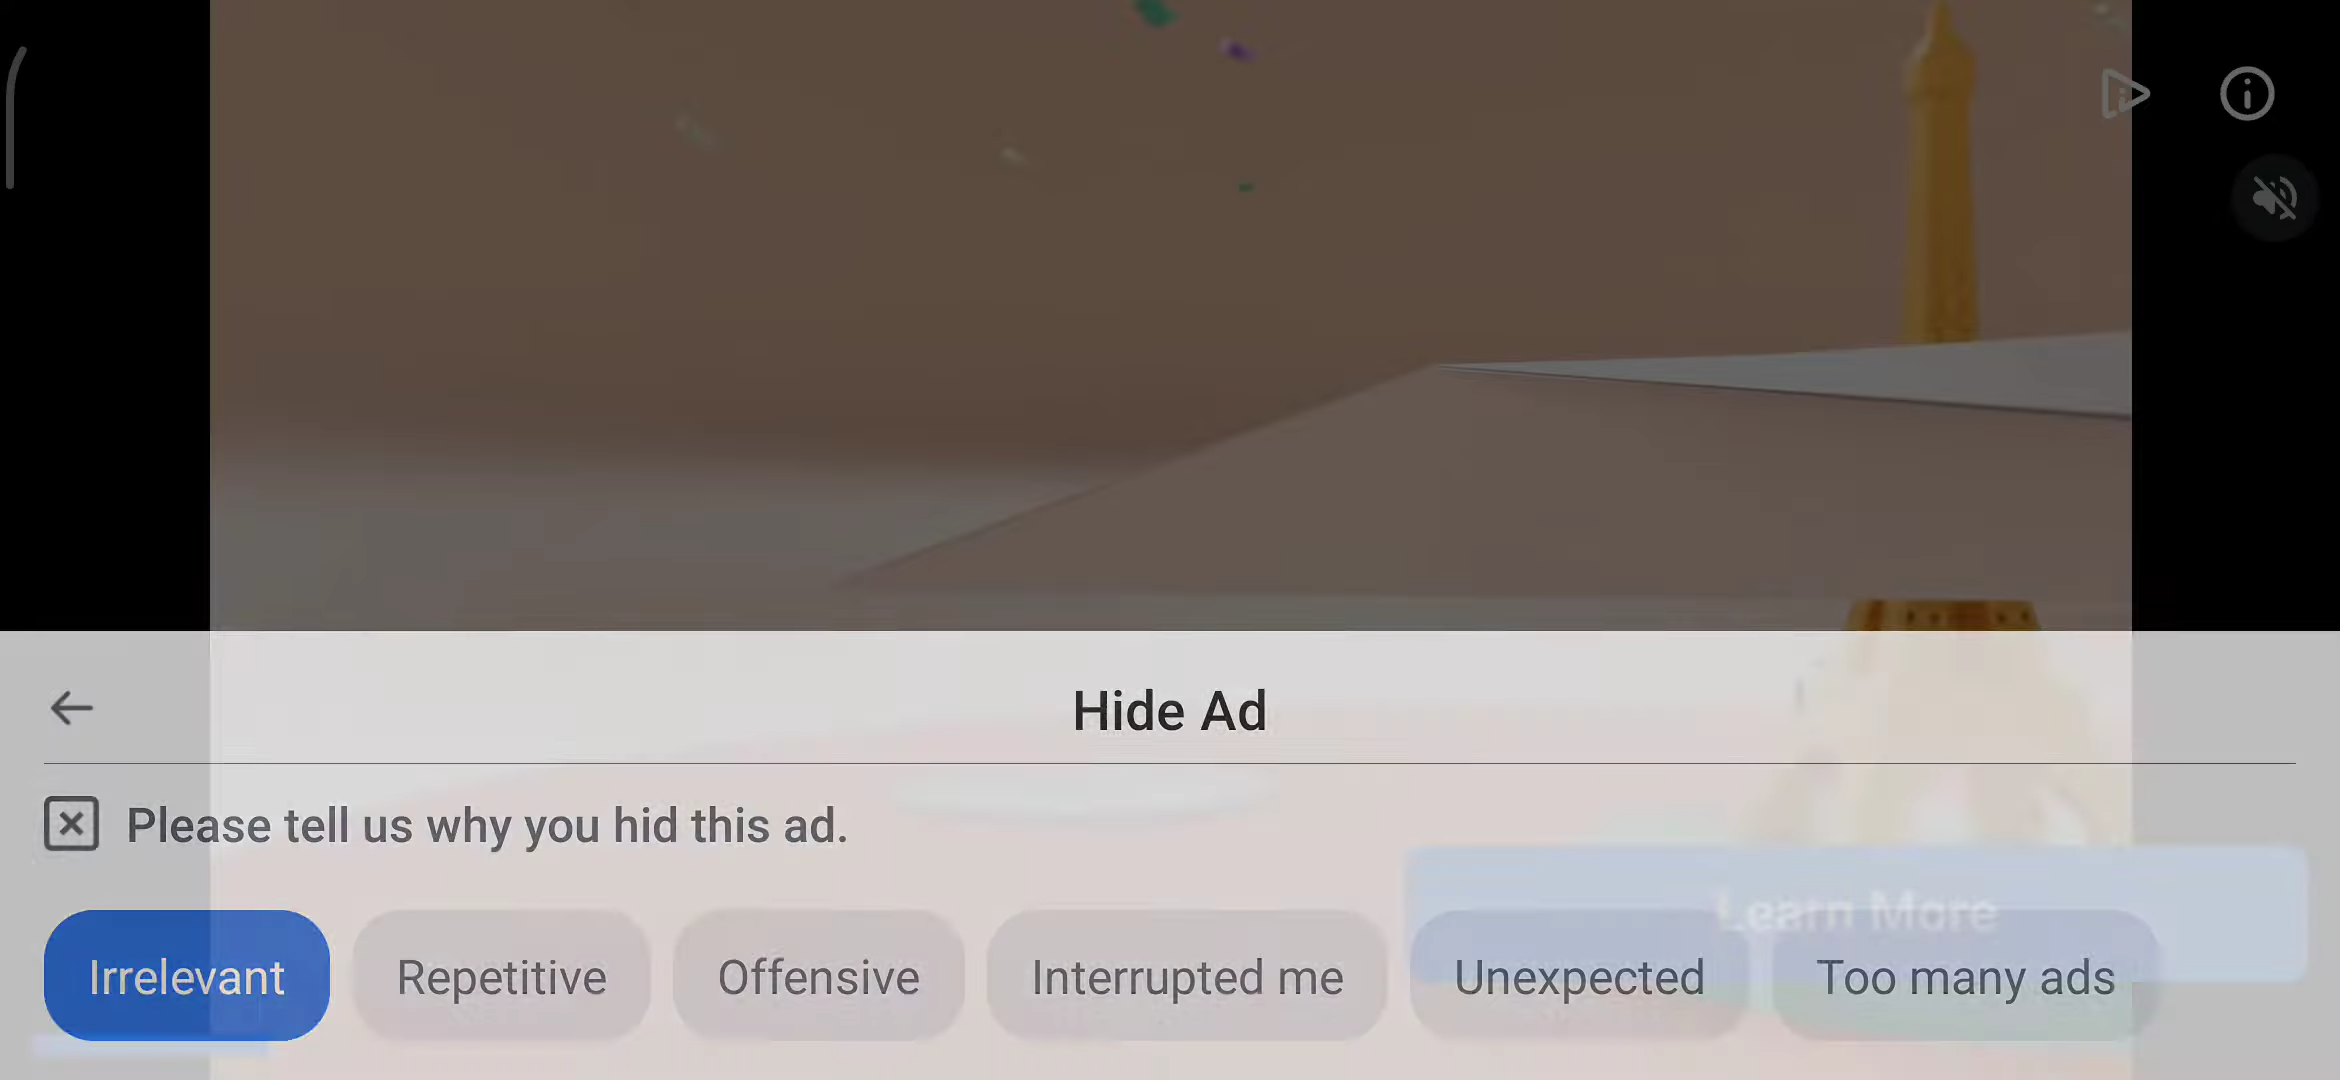 Hide Ad
Please tell us why you hid this ad.
Learn More
Irrelevant Repetitive Offensive Interrupted me Unexpected Too many ads